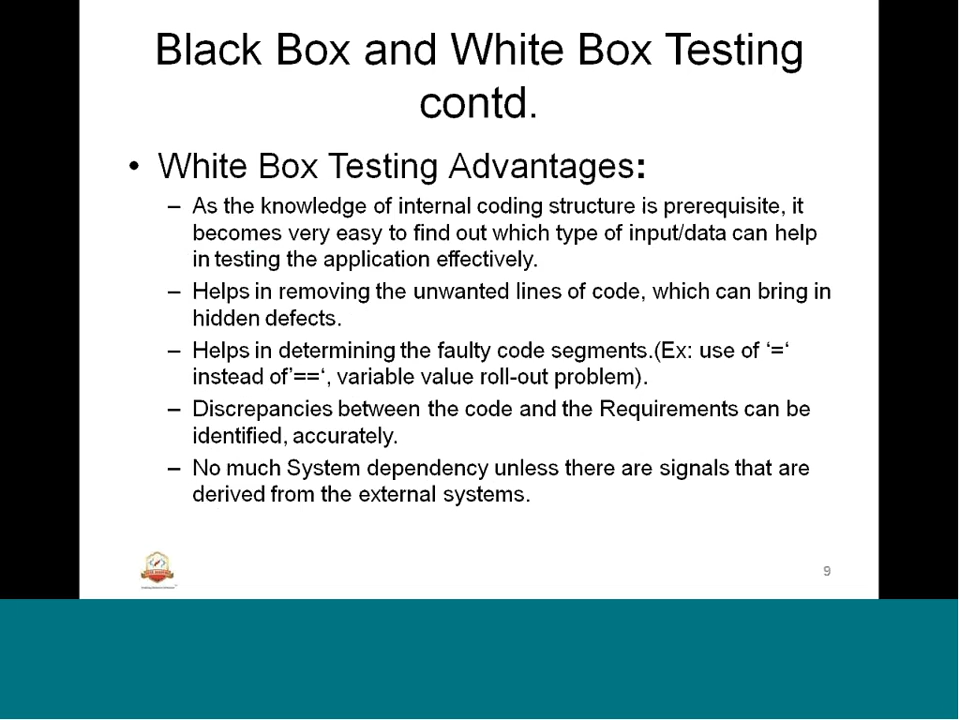 Black Box and White Box Testing
contd.
• White Box Testing Advantages:
– As the knowledge of internal coding structure is prerequisite, it
becomes very easy to find out which type of input/data can help
in testing the application effectively.
– Helps in removing the unwanted lines of code, which can bring in
hidden defects.
– Helps in determining the faulty code segments.(Ex: use of ‘=‘
instead of’==‘, variable value roll-out problem).
– Discrepancies between the code and the Requirements can be
identified, accurately.
– No much System dependency unless there are signals that are
derived from the external systems.
9